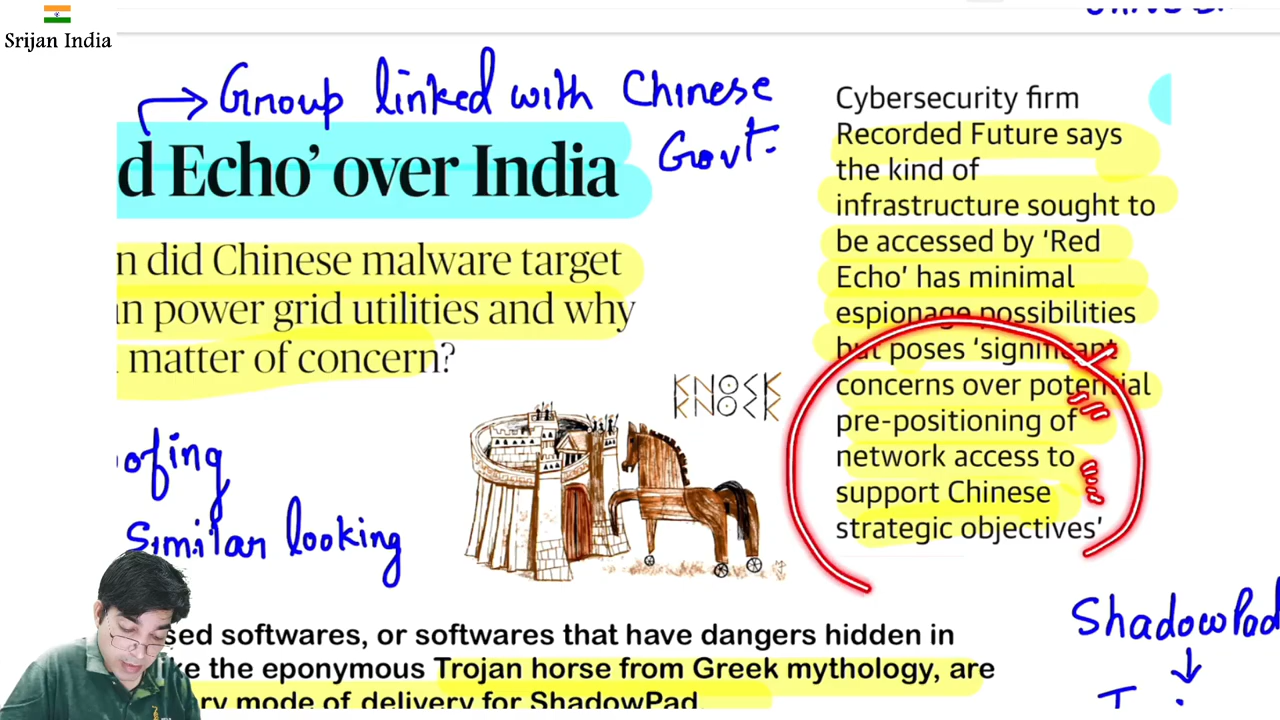 Srijan India
Group linked with Chinese
Govt.
d Echo’ over India
n did Chinese malware target
an power grid utilities and why
matter of concern?
Cybersecurity firm
Recorded Future says
the kind of
infrastructure sought to
be accessed by ‘Red
Echo’ has minimal
espionage possibilities
but poses ‘significant
concerns over potential
pre-positioning of
network access to
support Chinese
strategic objectives’
KNOCK
KNOCK
ofing
Similar looking
sed softwares, or softwares that have dangers hidden in
ke the eponymous Trojan horse from Greek mythology, are
ry mode of delivery for ShadowPad.
ShadowPad